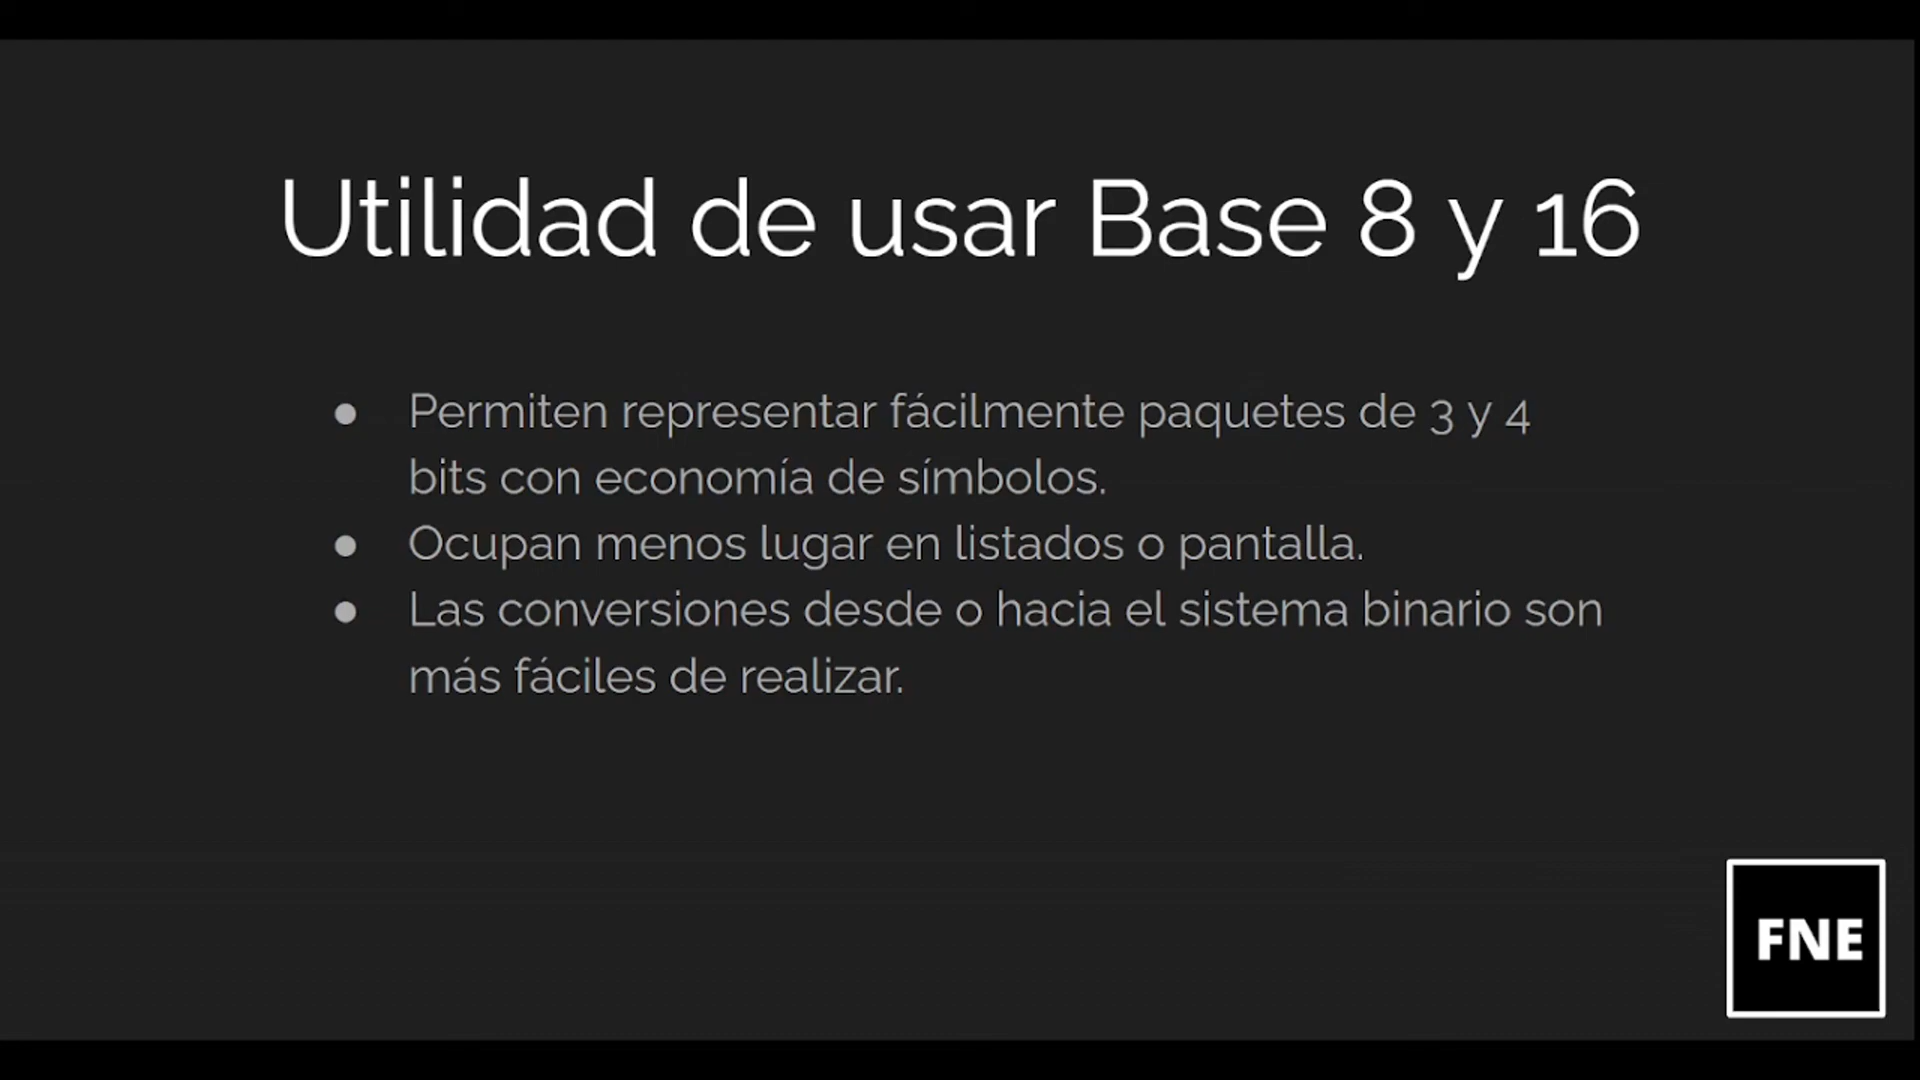 Utilidad de usar Base 8 y 16
● Permiten representar fácilmente paquetes de 3 y 4
bits con economía de símbolos.
● Ocupan menos lugar en listados o pantalla.
● Las conversiones desde o hacia el sistema binario son
más fáciles de realizar.
FNE